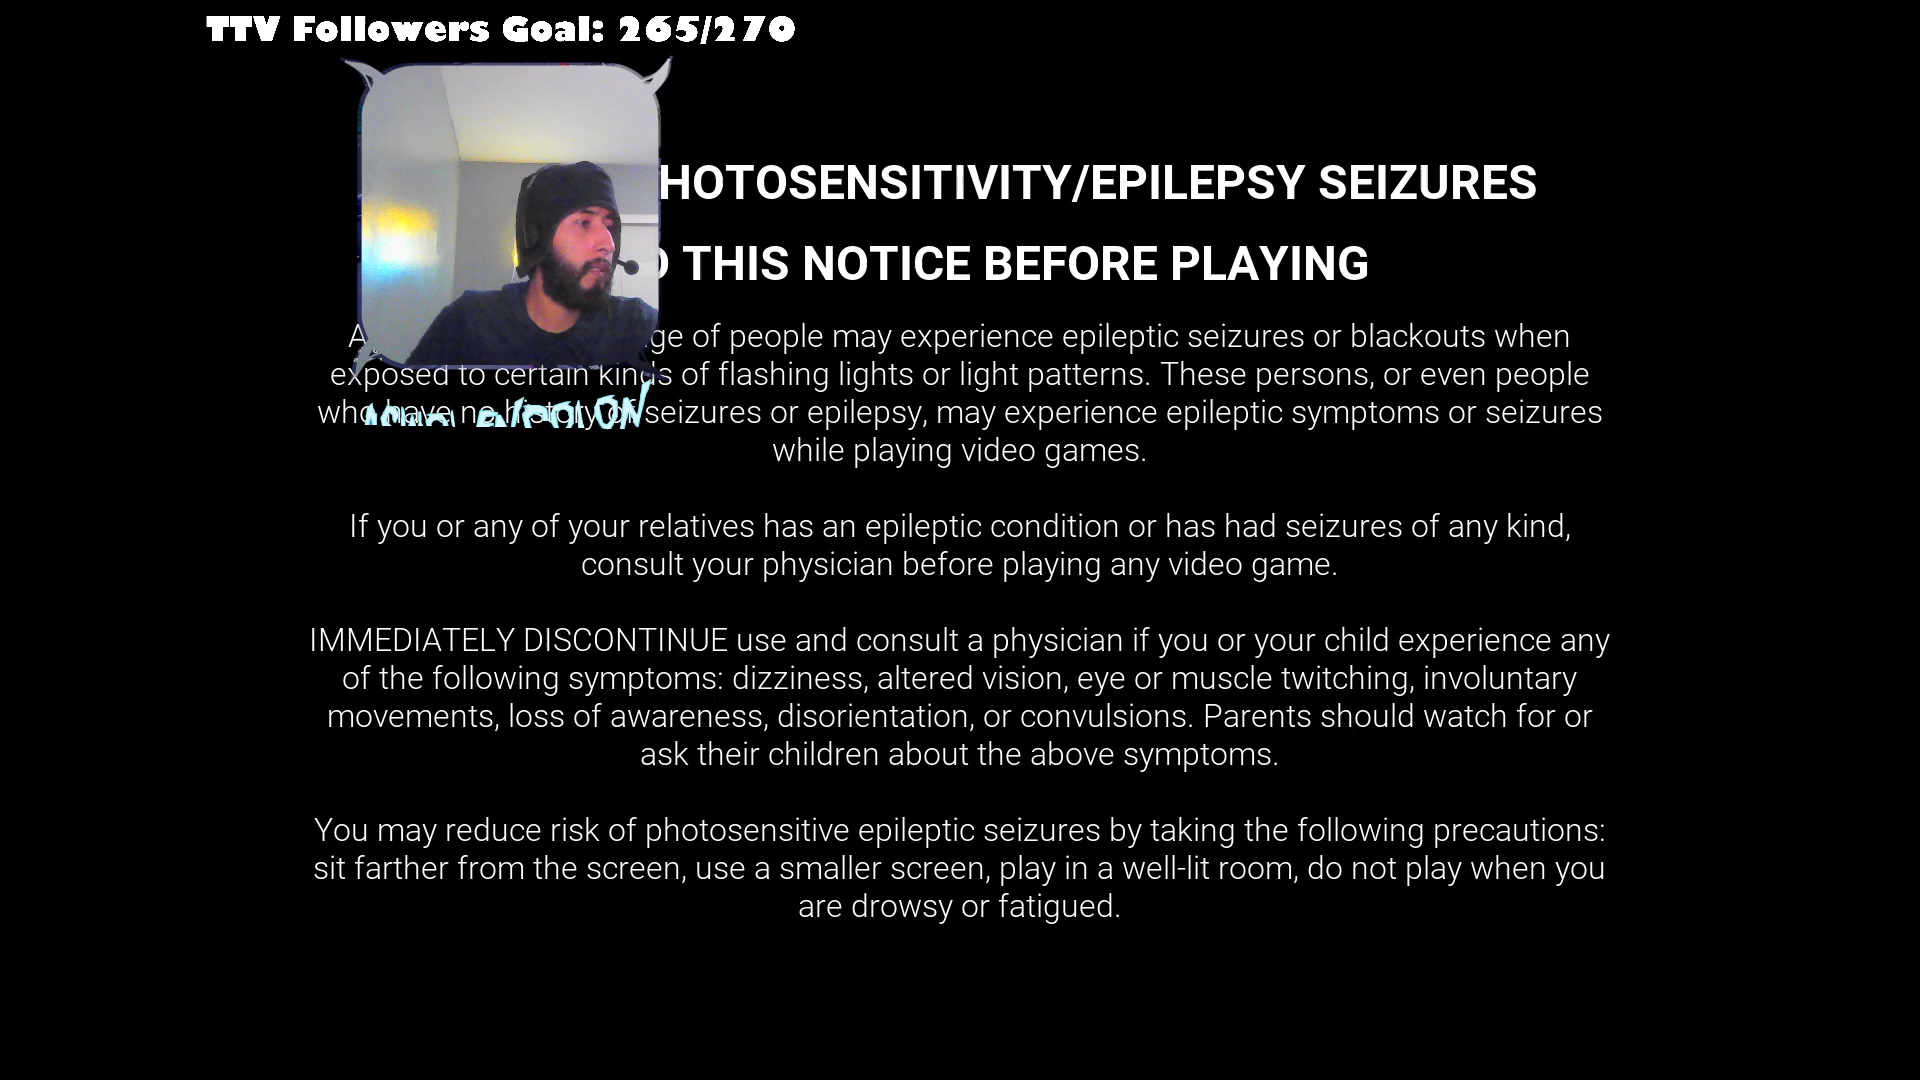 TTV Followers Goal: 265/270
HOTOSENSITIVITY/EPILEPSY SEIZURES
THIS NOTICE BEFORE PLAYING
A ge of people may experience epileptic seizures or blackouts when
exposed to certain kinds of flashing lights or light patterns. These persons, or even people
who have no history of seizures or epilepsy, may experience epileptic symptoms or seizures
while playing video games.
If you or any of your relatives has an epileptic condition or has had seizures of any kind,
consult your physician before playing any video game.
IMMEDIATELY DISCONTINUE use and consult a physician if you or your child experience any
of the following symptoms: dizziness, altered vision, eye or muscle twitching, involuntary
movements, loss of awareness, disorientation, or convulsions. Parents should watch for or
ask their children about the above symptoms.
You may reduce risk of photosensitive epileptic seizures by taking the following precautions:
sit farther from the screen, use a smaller screen, play in a well-lit room, do not play when you
are drowsy or fatigued.